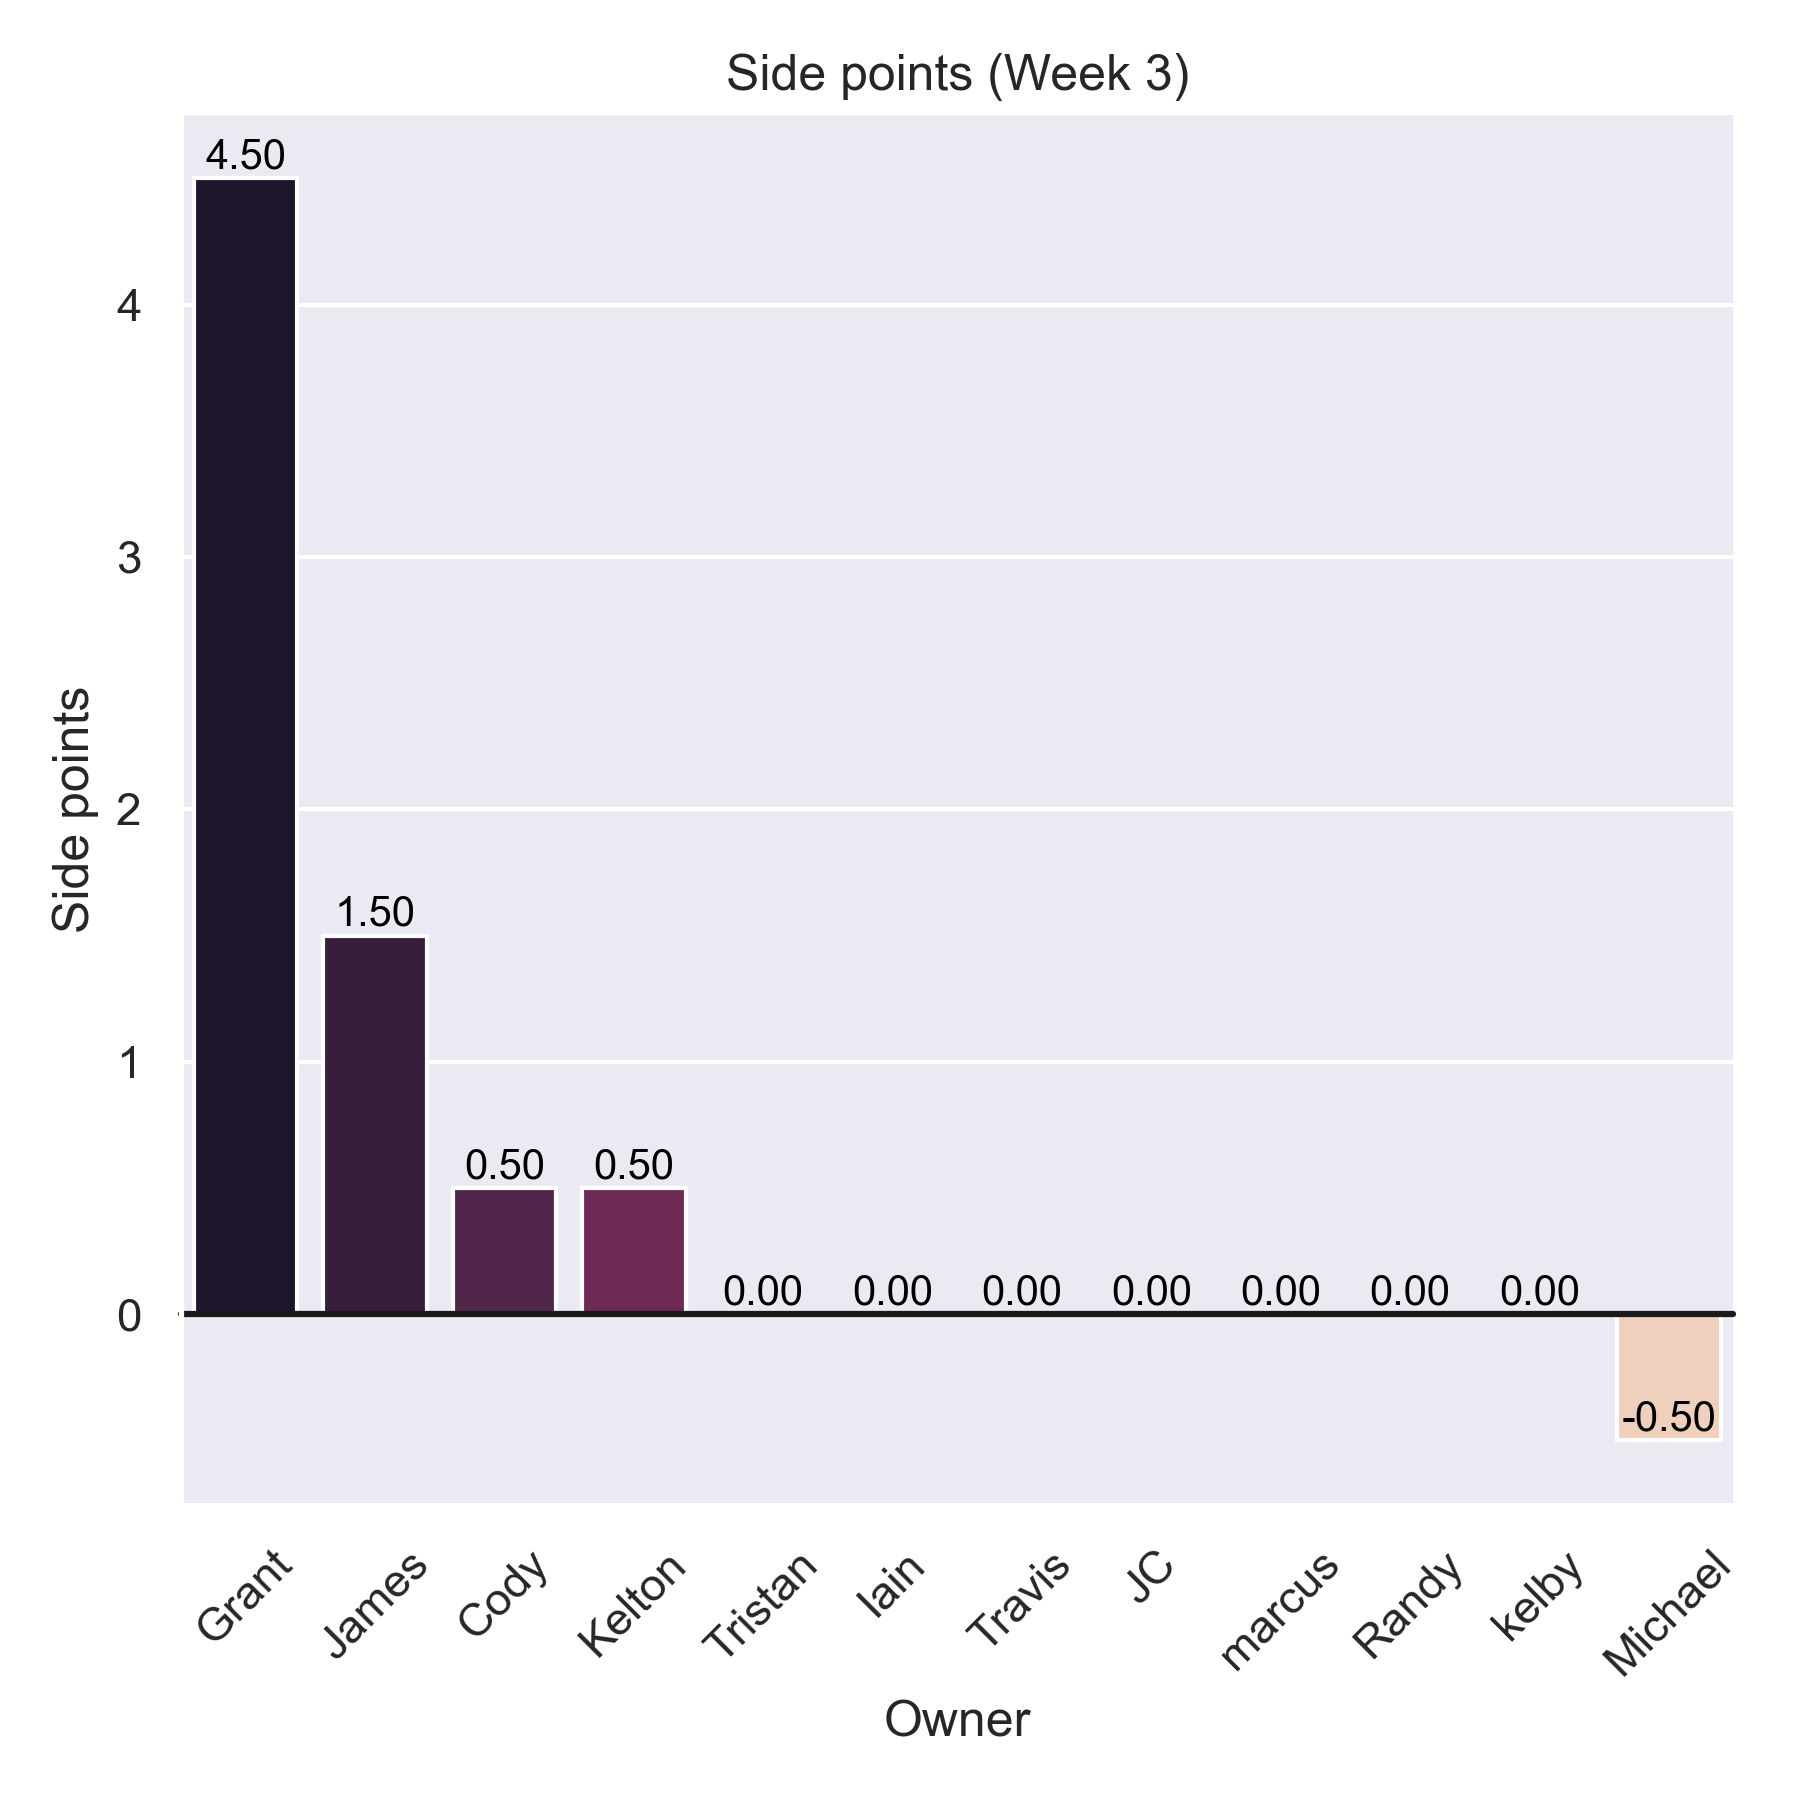 Side points (Week 3)
4.50
4
3
2
1.50
1
0.50 0.50
0.00 0.00 0.00 0.00 0.00 0.00 0.00
0
-0.50
Side points
Grant James Cody Kelton Tristan Iain Travis JC marcus Randy kelby Michael
Owner